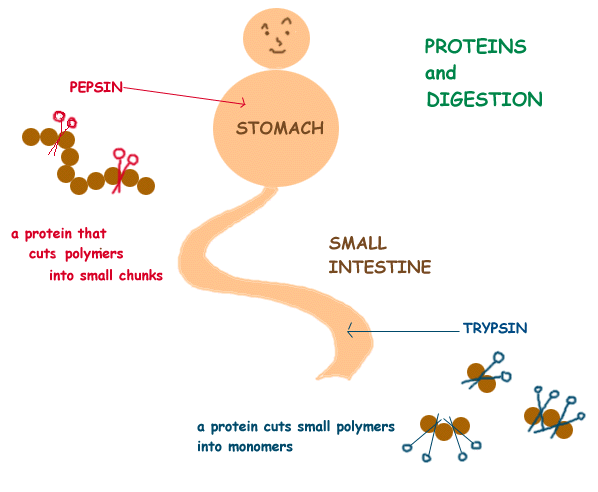 PROTEINS
and
DIGESTION
PEPSIN
STOMACH
a protein that
cuts polymers
into small chunks
SMALL
INTESTINE
TRYPSIN
a protein cuts small polymers
into monomers